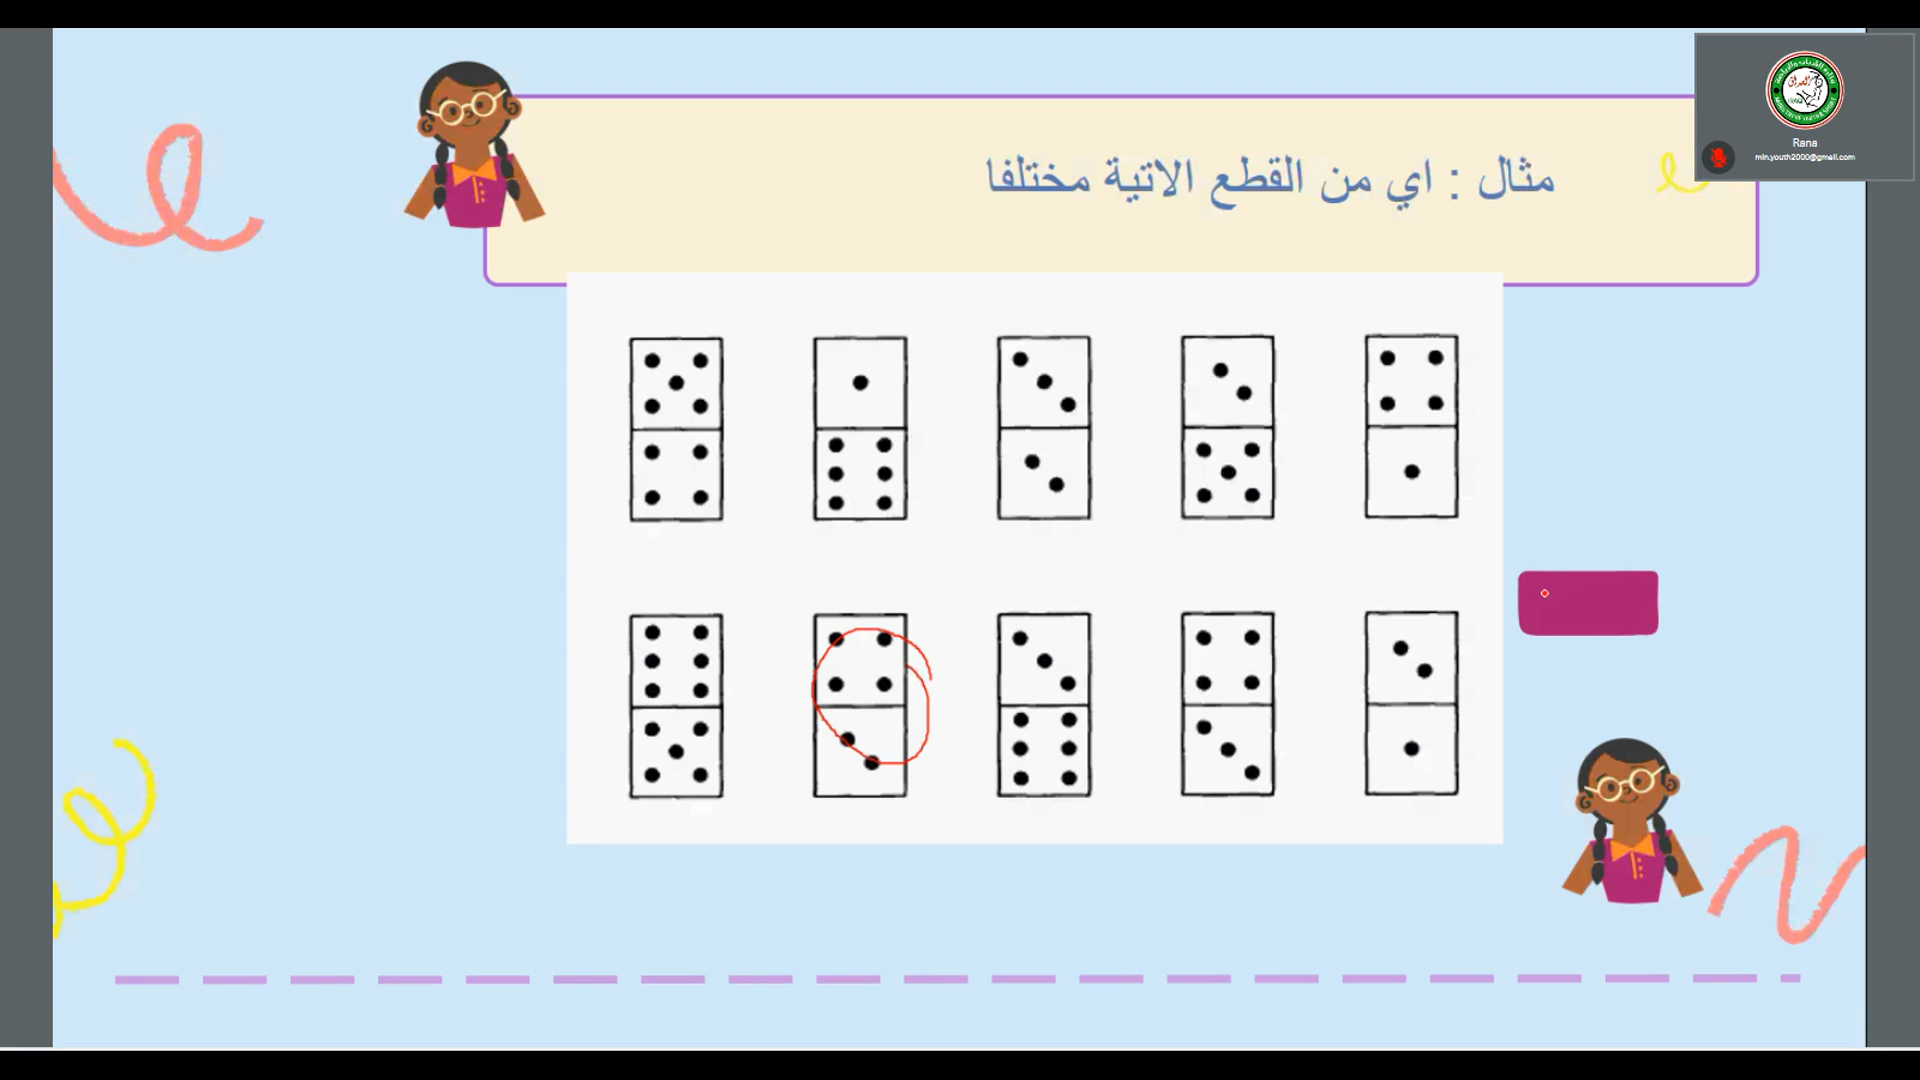 مثال : اي من القطع الاتية مختلفا
Rana
min.youth2000@gmail.com